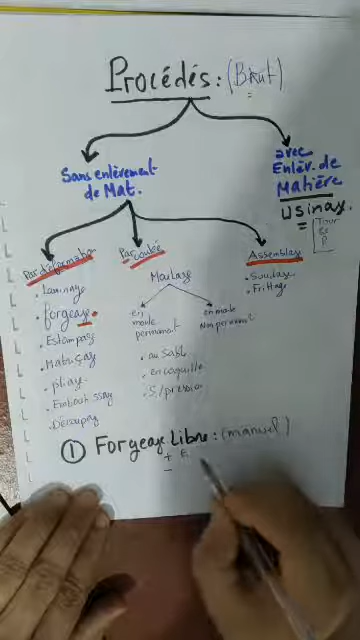 Procédés: (Brut)
Sans enlèvement
de Mat.
avec
Enlèv. de
Matière
usinage
=
Par déformation
. Laminage
. forgeage.
. Estampage
. Matriçage
. pliage
. Emboutissage
. Découpage
Par coulée
Moulage
en
moule
permanent
en moule
Non permanent
. au sable
. en coquille
. S/pression
Assemblage
. Soudage
. Frittage
① Forgeage Libre: (manuel)
+ E
-